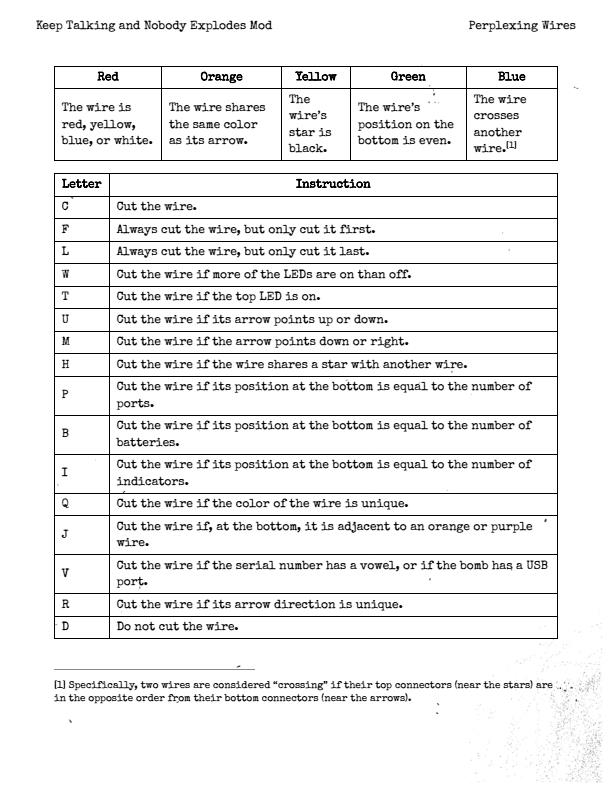 Keep Talking and Nobody Explodes Mod
Perplexing Wires
Red Orange Yellow Green Blue
The wire is
red, yellow,
blue, or white.
The wire shares
the same color
as its arrow.
The
wire's
star is
black.
The wire's
position on the
bottom is even.
The wire
crosses
another
wire.[1]
Letter Instruction
C Cut the wire.
F Always cut the wire, but only cut it first.
L Always cut the wire, but only cut it last.
W Cut the wire if more of the LEDs are on than off.
T Cut the wire if the top LED is on.
U Cut the wire if its arrow points up or down.
M Cut the wire if the arrow points down or right.
H Cut the wire if the wire shares a star with another wire.
P Cut the wire if its position at the bottom is equal to the number of
ports.
B Cut the wire if its position at the bottom is equal to the number of
batteries.
I Cut the wire if its position at the bottom is equal to the number of
indicators.
Q Cut the wire if the color of the wire is unique.
J Cut the wire if, at the bottom, it is adjacent to an orange or purple
wire.
V Cut the wire if the serial number has a vowel, or if the bomb has a USB
port.
R Cut the wire if its arrow direction is unique.
D Do not cut the wire.
[1] Specifically, two wires are considered "crossing" if their top connectors (near the stars) are
in the opposite order from their bottom connectors (near the arrows).